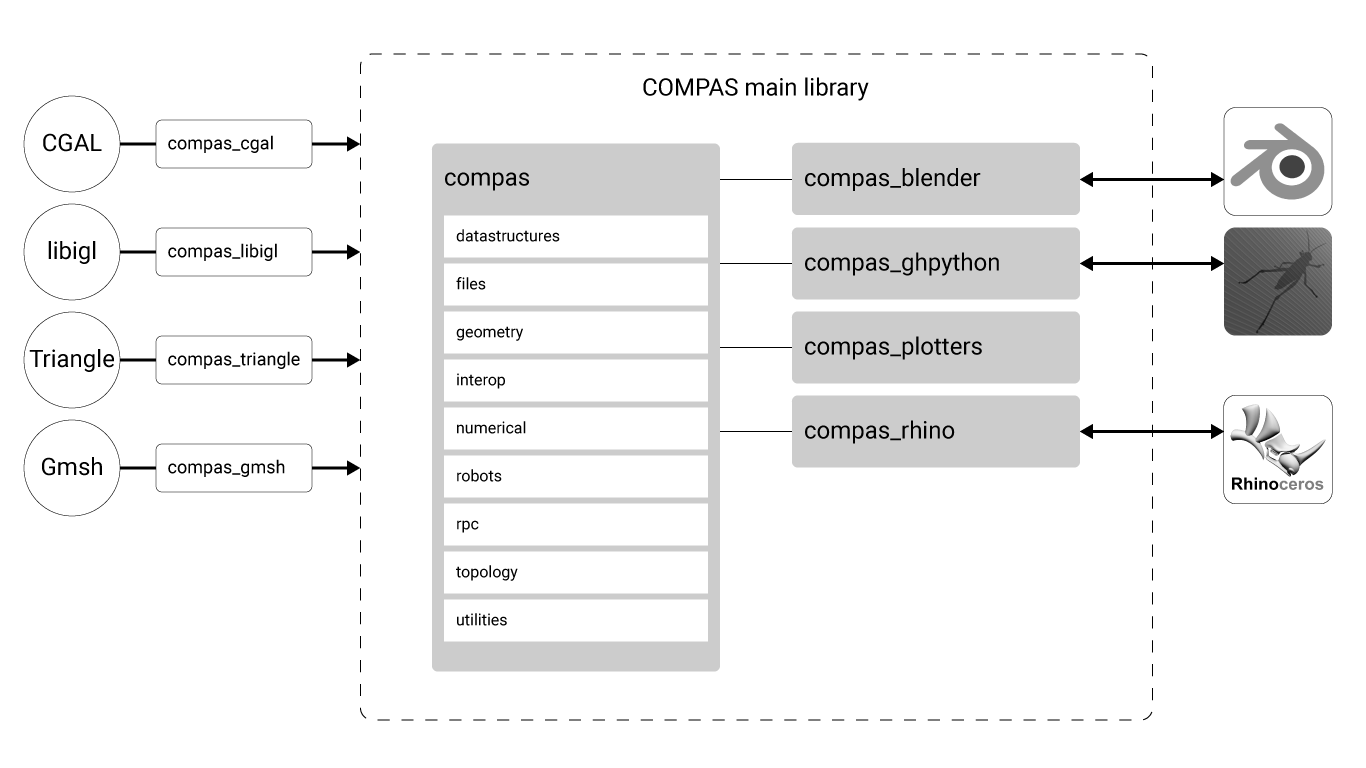 COMPAS main library
CGAL
compas_cgal
libigl
compas_libigl
Triangle
compas_triangle
Gmsh
compas_gmsh
compas
datastructures
files
geometry
interop
numerical
robots
rpc
topology
utilities
compas_blender
compas_ghpython
compas_plotters
compas_rhino
Rhinoceros